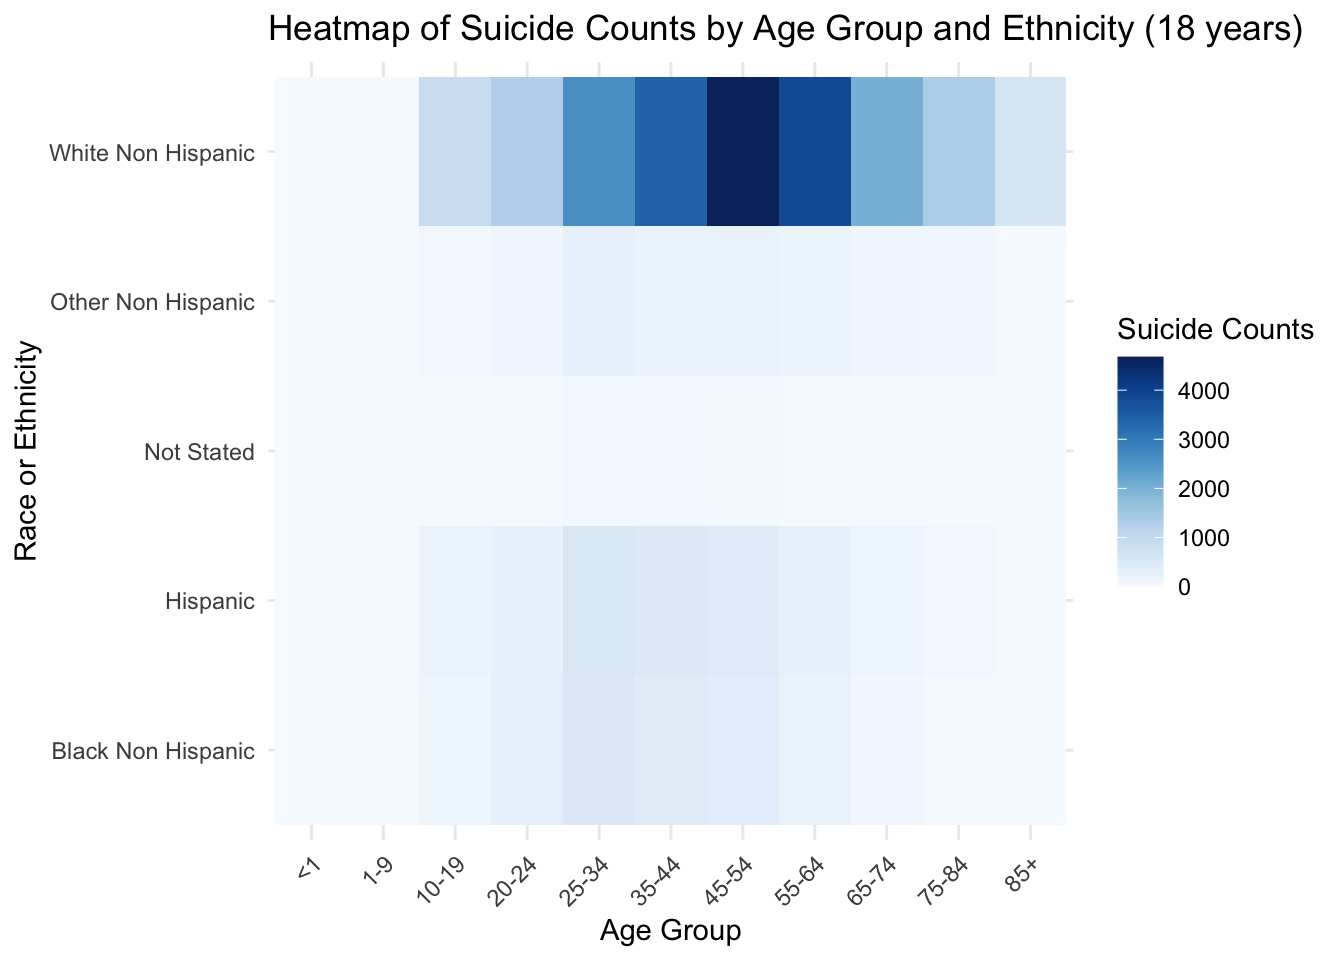 Heatmap of Suicide Counts by Age Group and Ethnicity (18 years)
White Non Hispanic
Other Non Hispanic
Not Stated
Hispanic
Black Non Hispanic
Race or Ethnicity
<1
1-9
10-19
20-24
25-34
35-44
45-54
55-64
65-74
75-84
85+
Age Group
Suicide Counts
4000
3000
2000
1000
0